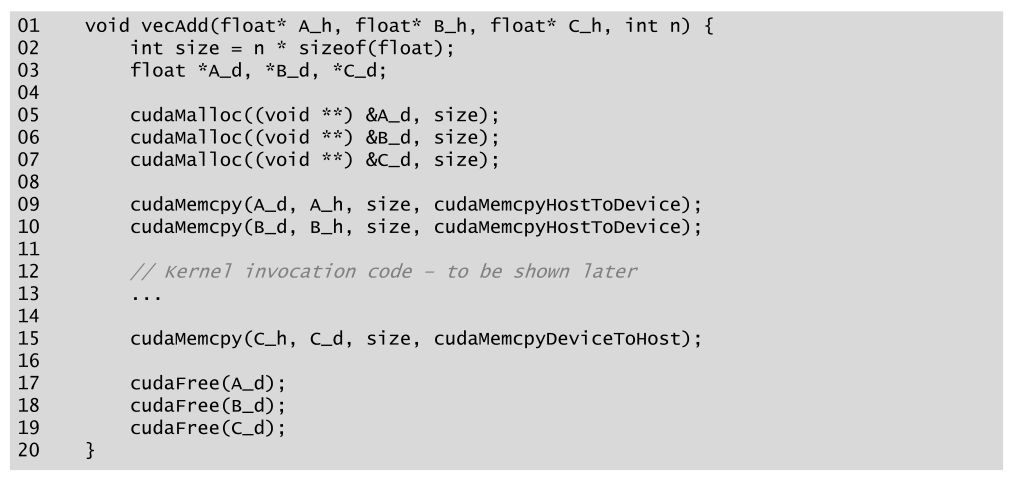 01    void vecAdd(float* A_h, float* B_h, float* C_h, int n) {
02        int size = n * sizeof(float);
03        float *A_d, *B_d, *C_d;
04
05        cudaMalloc((void **) &A_d, size);
06        cudaMalloc((void **) &B_d, size);
07        cudaMalloc((void **) &C_d, size);
08
09        cudaMemcpy(A_d, A_h, size, cudaMemcpyHostToDevice);
10        cudaMemcpy(B_d, B_h, size, cudaMemcpyHostToDevice);
11
12        // Kernel invocation code – to be shown later
13        ...
14
15        cudaMemcpy(C_h, C_d, size, cudaMemcpyDeviceToHost);
16
17        cudaFree(A_d);
18        cudaFree(B_d);
19        cudaFree(C_d);
20    }